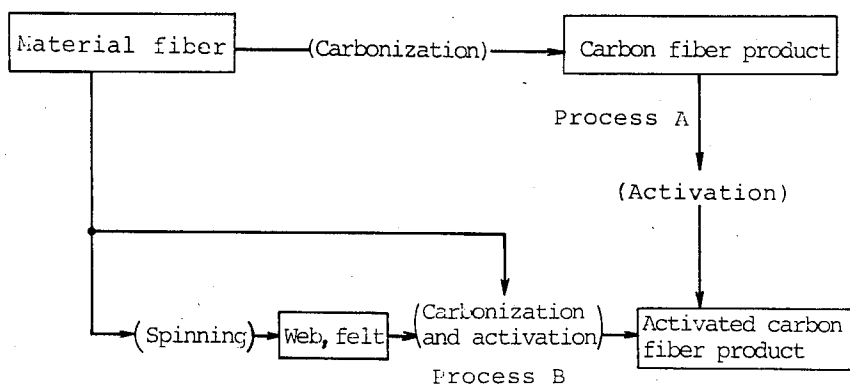 Material fiber
(Carbonization)
Carbon fiber product
Process A
(Activation)
(Spinning)
Web, felt
(Carbonization
and activation)
Activated carbon
fiber product
Process B